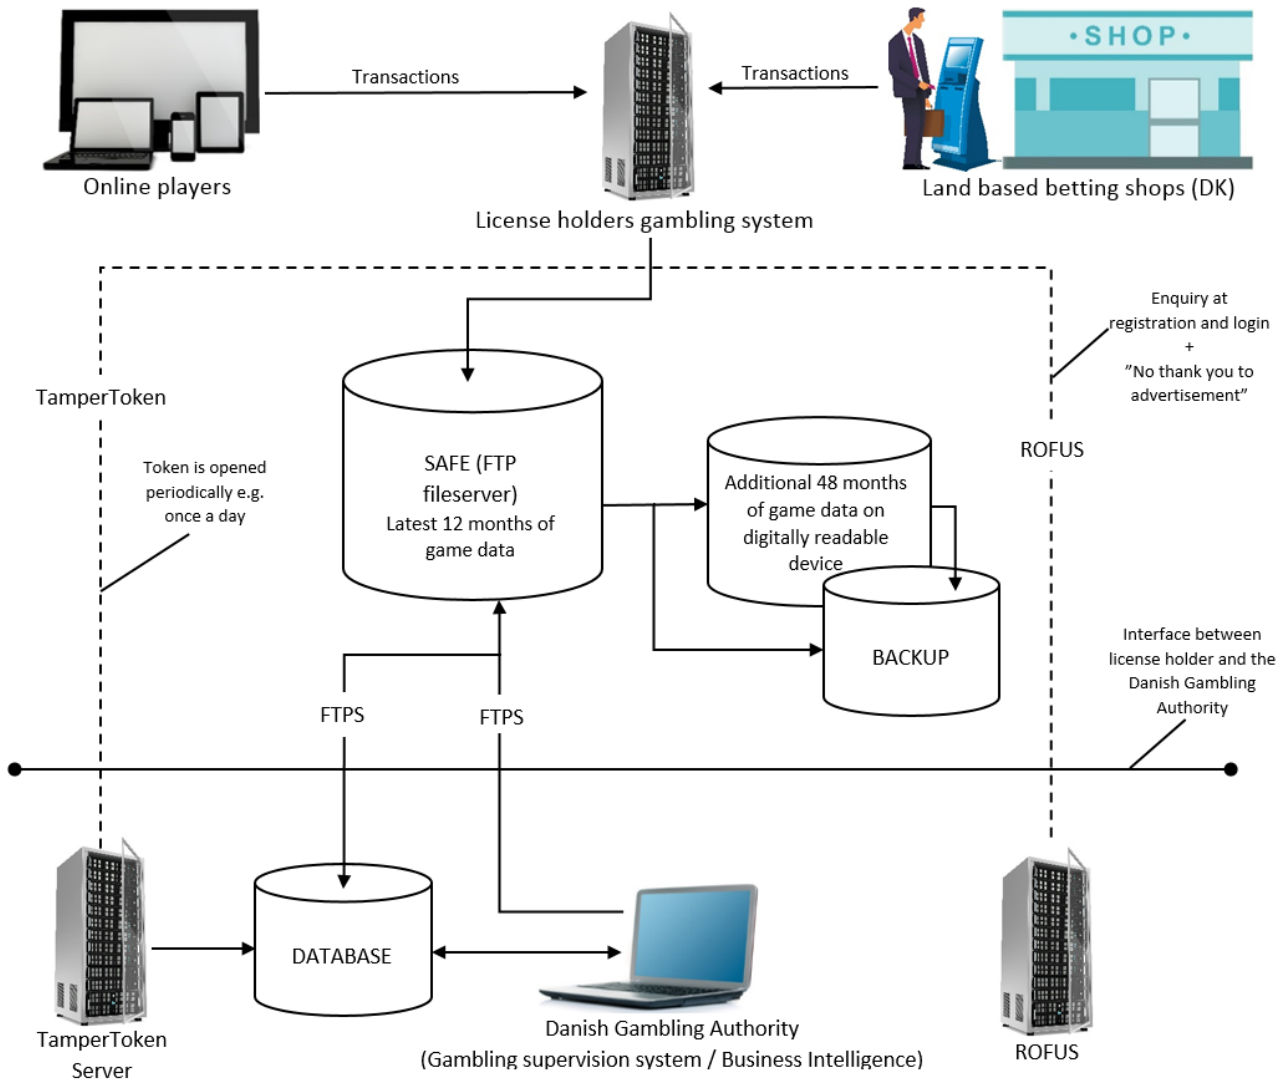 · SHOP ·
Transactions
Transactions
Online players
Land based betting shops (DK)
License holders gambling system
Enquiry at
registration and login
+
”No thank you to
advertisement”
TamperToken
ROFUS
Token is opened
periodically e.g.
once a day
SAFE (FTP
fileserver)
Latest 12 months of
game data
Additional 48 months
of game data on
digitally readable
device
BACKUP
Interface between
license holder and the
Danish Gambling
Authority
FTPS
FTPS
DATABASE
TamperToken
Server
Danish Gambling Authority
(Gambling supervision system / Business Intelligence)
ROFUS